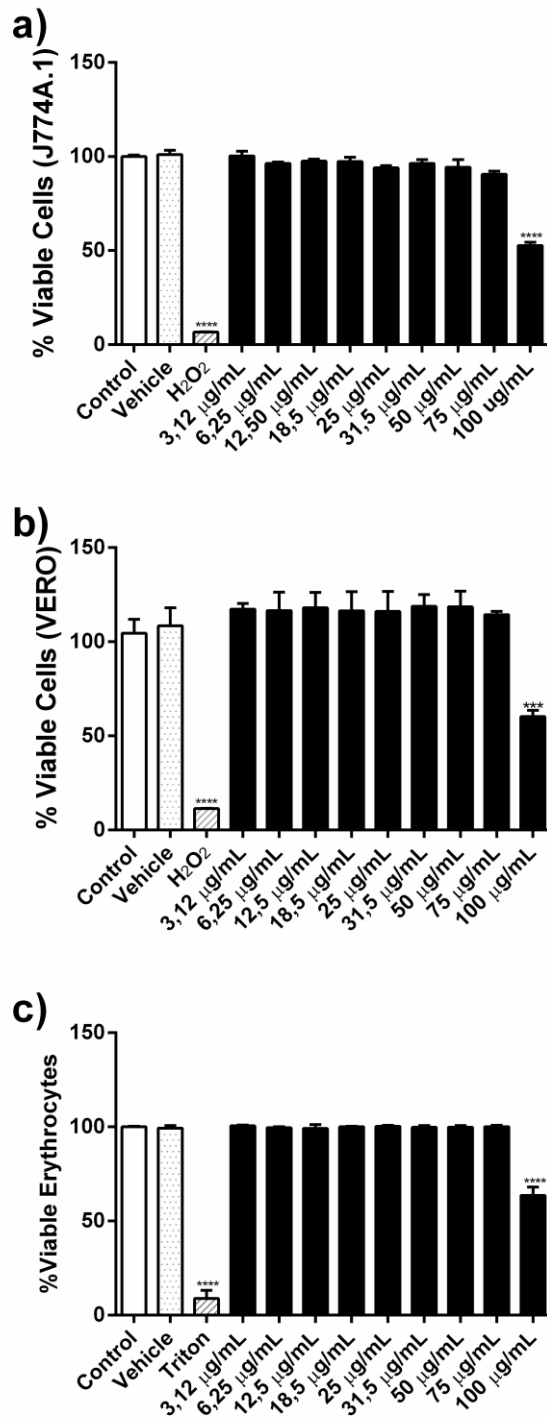 a)
% Viable Cells (J774A.1)
150
100
50
0
****
****
Control
Vehicle
H2O2
3,12 μg/mL
6,25 μg/mL
12,50 μg/mL
18,5 μg/mL
25 μg/mL
31,5 μg/mL
50 μg/mL
75 μg/mL
100 ug/mL
b)
% Viable Cells (VERO)
150
100
50
0
****
***
Control
Vehicle
H2O2
3,12 μg/mL
6,25 μg/mL
12,5 μg/mL
18,5 μg/mL
25 μg/mL
31,5 μg/mL
50 μg/mL
75 μg/mL
100 μg/mL
c)
%Viable Erythrocytes
150
100
50
0
****
****
Control
Vehicle
Triton
3,12 μg/mL
6,25 μg/mL
12,5 μg/mL
18,5 μg/mL
25 μg/mL
31,5 μg/mL
50 μg/mL
75 μg/mL
100 μg/mL